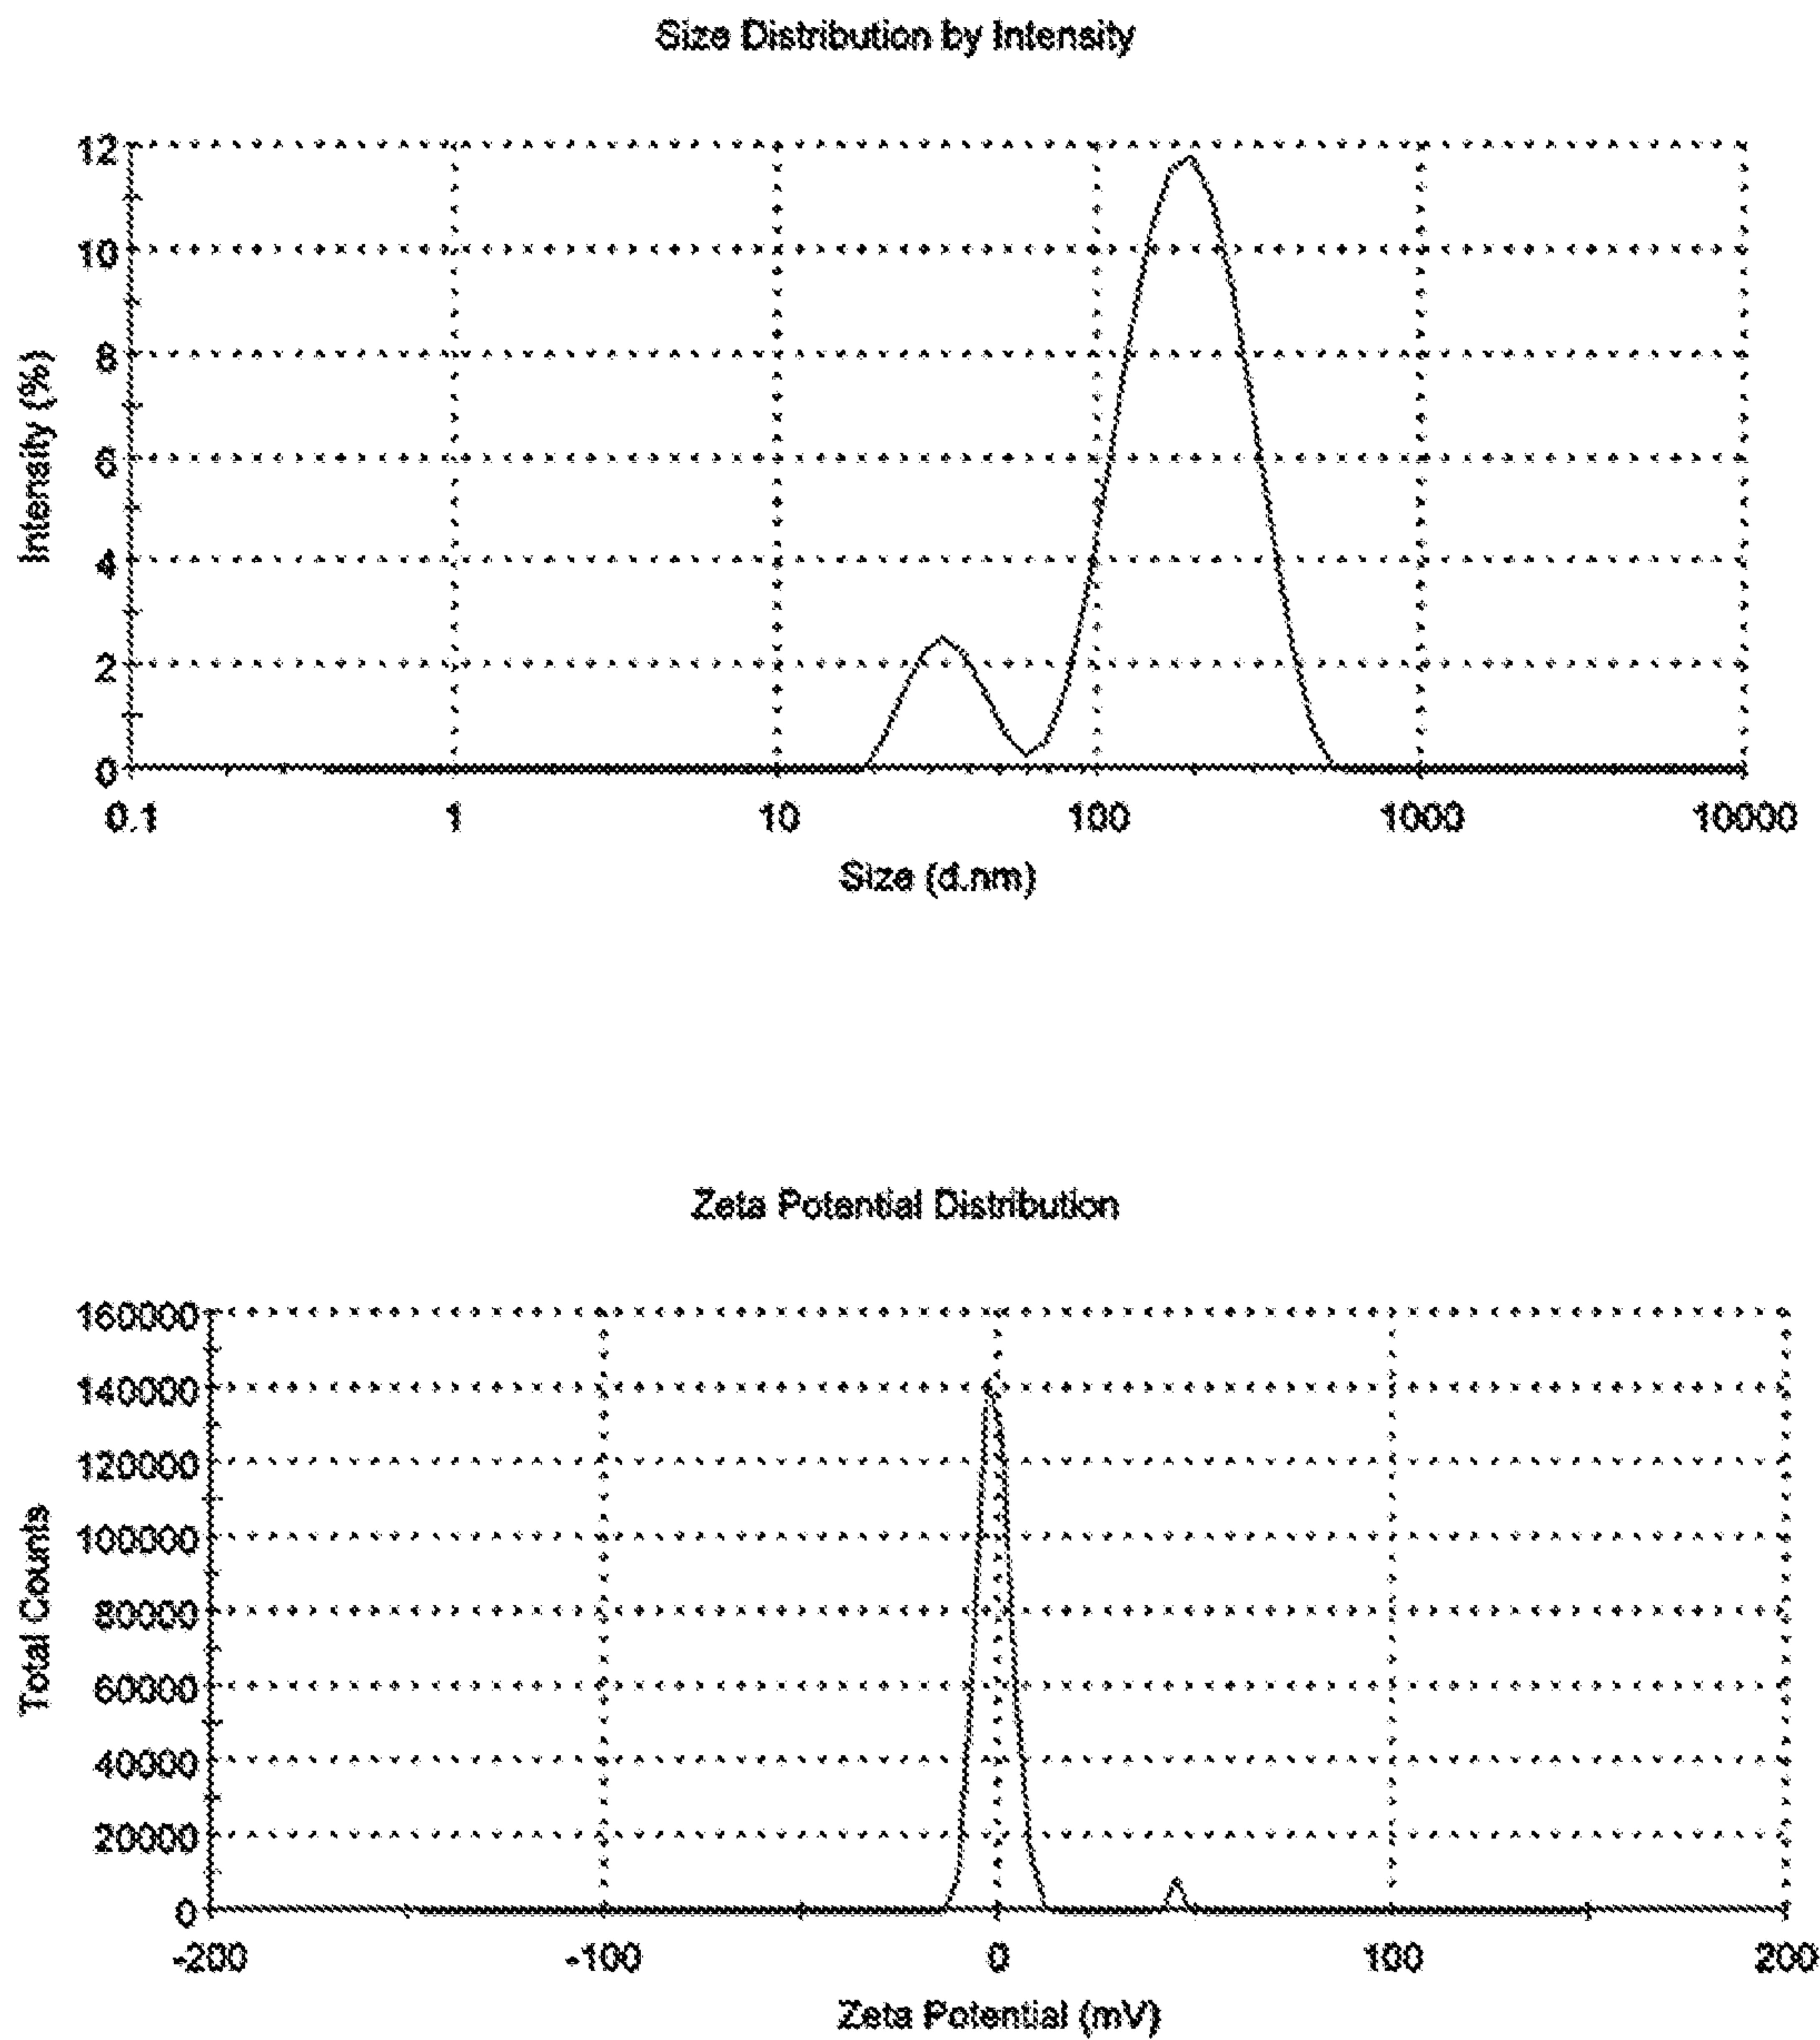 Size Distribution by Intensity
12
10
8
6
4
2
0
Intensity (%)
0.1 1 10 100 1000 10000
Size (d.nm)
Zeta Potential Distribution
160000
140000
120000
100000
80000
60000
40000
20000
0
Total Counts
-200 -100 0 100 200
Zeta Potential (mV)